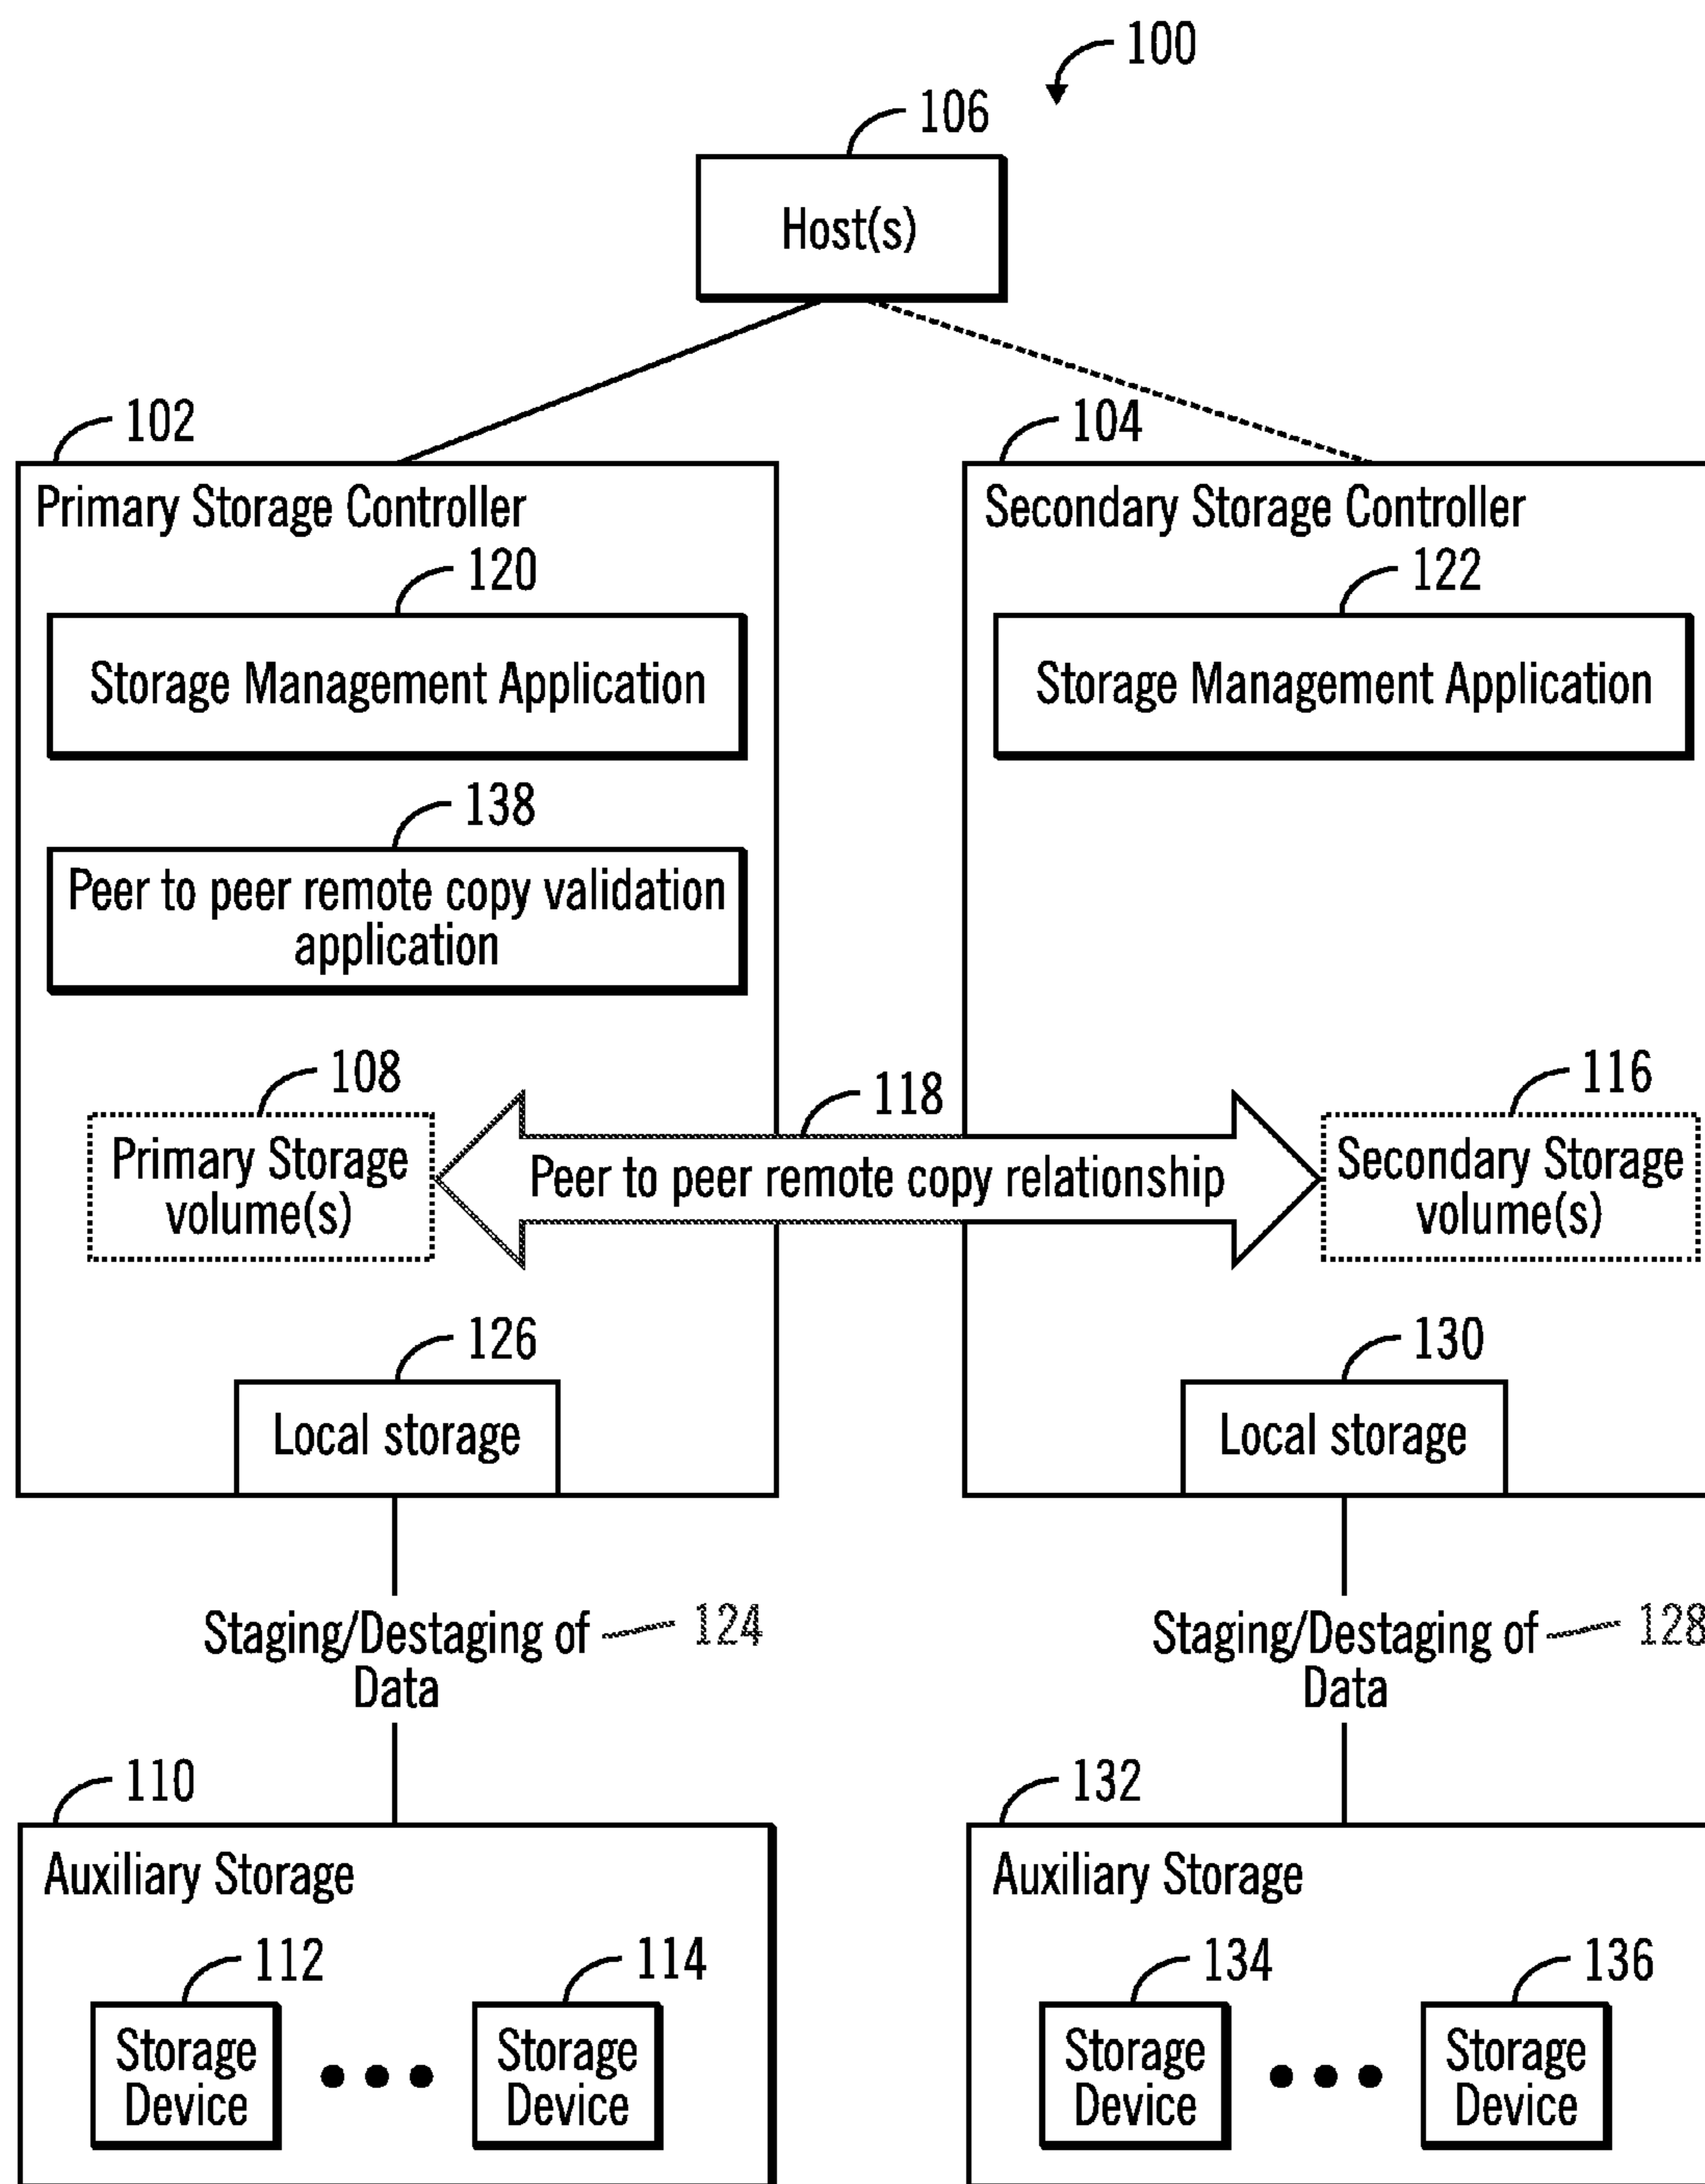 100
106
Host(s)
102
104
Primary Storage Controller
Secondary Storage Controller
120
122
Storage Management Application
Storage Management Application
138
Peer to peer remote copy validation
application
108
118
116
Primary Storage
volume(s)
Peer to peer remote copy relationship
Secondary Storage
volume(s)
126
130
Local storage
Local storage
Staging/Destaging of
Data
124
Staging/Destaging of
Data
128
110
132
Auxiliary Storage
Auxiliary Storage
112
114
134
136
Storage
Device
Storage
Device
Storage
Device
Storage
Device